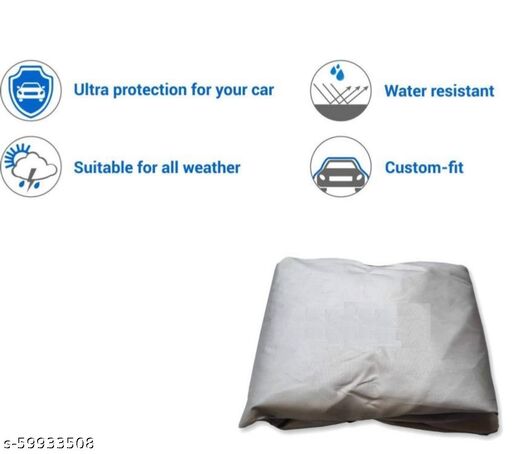 Ultra protection for your car
Water resistant
Suitable for all weather
Custom-fit
s-59933508